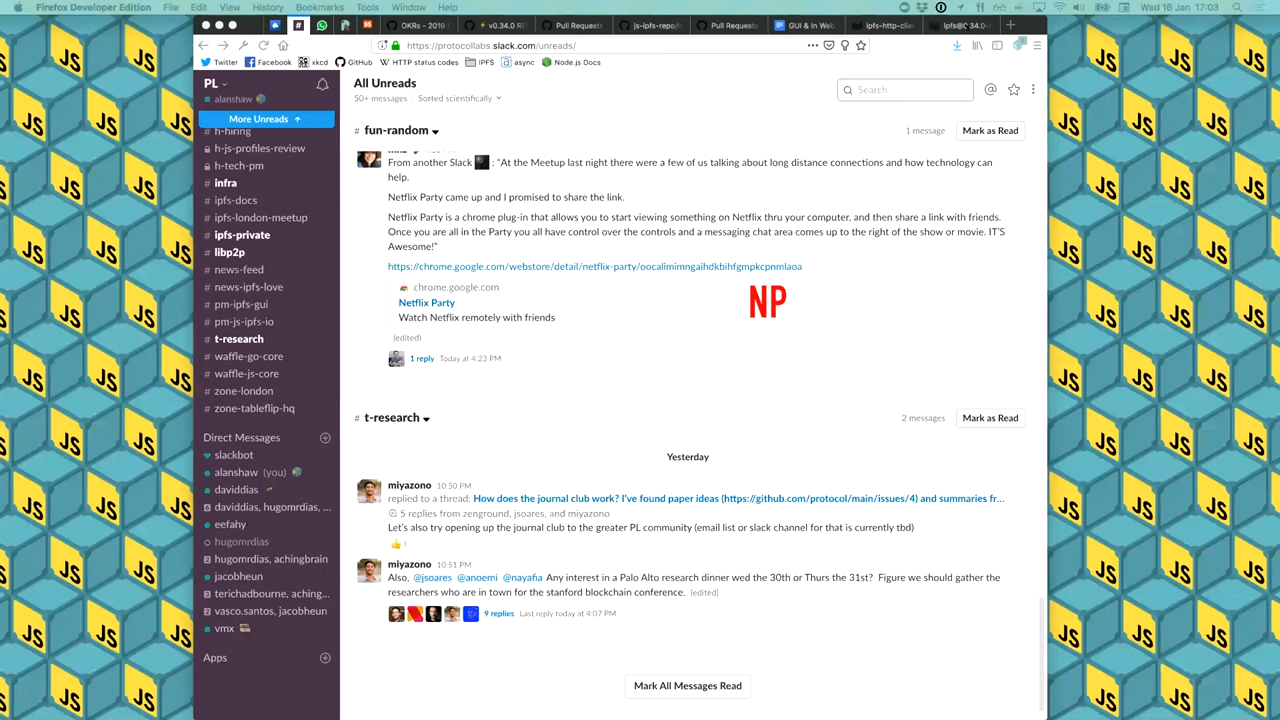 Firefox Developer Edition File Edit View History Bookmarks Tools Window Help
Wed 16 Jan 17:03
OKRs - 2019
v0.34.0 RE
Pull Requests
js-ipfs-repo/
Pull Requests
GUI & In Web
ipfs-http-clie
ipfs@0.34.0-
https://protocollabs.slack.com/unreads/
Twitter Facebook xkcd GitHub HTTP status codes IPFS async Node.js Docs
PL
alanshaw
More Unreads ↑
# h-hiring
h-js-profiles-review
h-tech-pm
# infra
# ipfs-docs
# ipfs-london-meetup
# ipfs-private
# libp2p
# news-feed
# news-ipfs-love
# pm-ipfs-gui
# pm-js-ipfs-io
# t-research
# waffle-go-core
# waffle-js-core
# zone-london
# zone-tableflip-hq
Direct Messages
slackbot
alanshaw (you)
daviddias
3 daviddias, hugomrdias, ...
eefahy
hugomrdias
2 hugomrdias, achingbrain
jacobheun
2 terichadbourne, aching...
2 vasco.santos, jacobheun
vmx
Apps
All Unreads
50+ messages Sorted scientifically
Search
# fun-random
1 message
Mark as Read
From another Slack : "At the Meetup last night there were a few of us talking about long distance connections and how technology can
help.
Netflix Party came up and I promised to share the link.
Netflix Party is a chrome plug-in that allows you to start viewing something on Netflix thru your computer, and then share a link with friends.
Once you are all in the Party you all have control over the controls and a messaging chat area comes up to the right of the show or movie. IT'S
Awesome!"
https://chrome.google.com/webstore/detail/netflix-party/oocalimimngaihdkbihfgmpkcpnmlaoa
chrome.google.com
Netflix Party
Watch Netflix remotely with friends
NP
(edited)
1 reply Today at 4:23 PM
# t-research
2 messages
Mark as Read
Yesterday
miyazono 10:50 PM
replied to a thread: How does the journal club work? I've found paper ideas (https://github.com/protocol/main/issues/4) and summaries fr...
5 replies from zenground, jsoares, and miyazono
Let's also try opening up the journal club to the greater PL community (email list or slack channel for that is currently tbd)
1
miyazono 10:51 PM
Also, @jsoares @anoemi @nayafia Any interest in a Palo Alto research dinner wed the 30th or Thurs the 31st? Figure we should gather the
researchers who are in town for the stanford blockchain conference. (edited)
9 replies Last reply today at 4:07 PM
Mark All Messages Read
JS